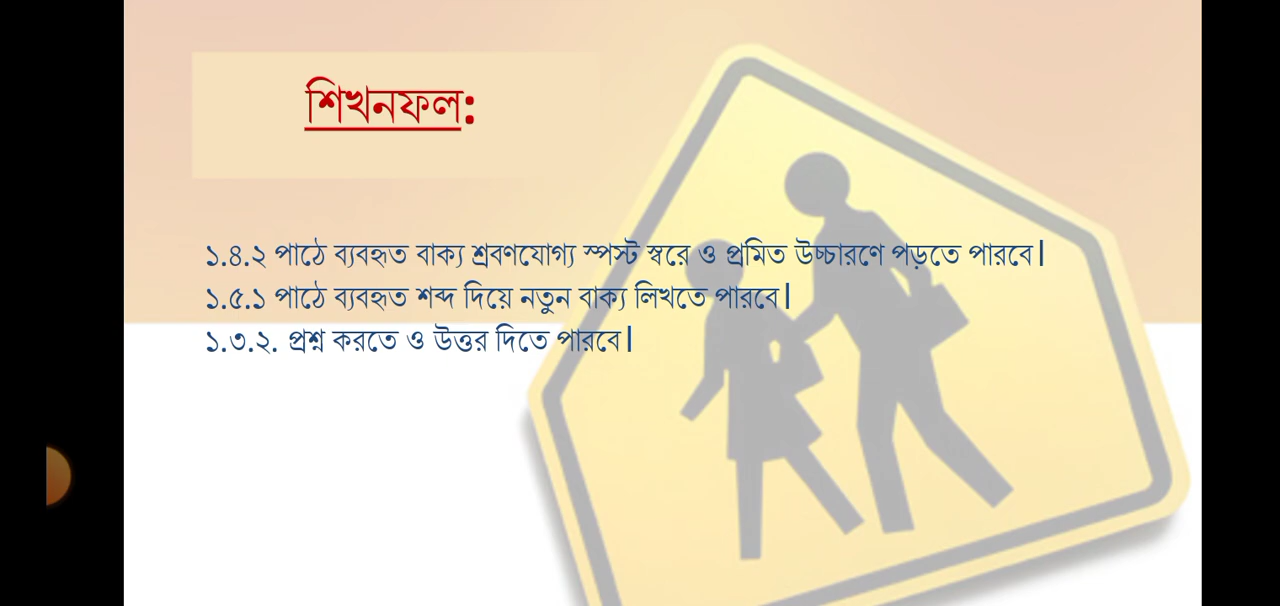 শিখনফল:
১.৪.২ পাঠে ব্যবহৃত বাক্য শ্রবণযোগ্য স্পস্ট স্বরে ও প্রমিত উচ্চারণে পড়তে পারবে।
১.৫.১ পাঠে ব্যবহৃত শব্দ দিয়ে নতুন বাক্য লিখতে পারবে।
১.৩.২. প্রশ্ন করতে ও উত্তর দিতে পারবে।